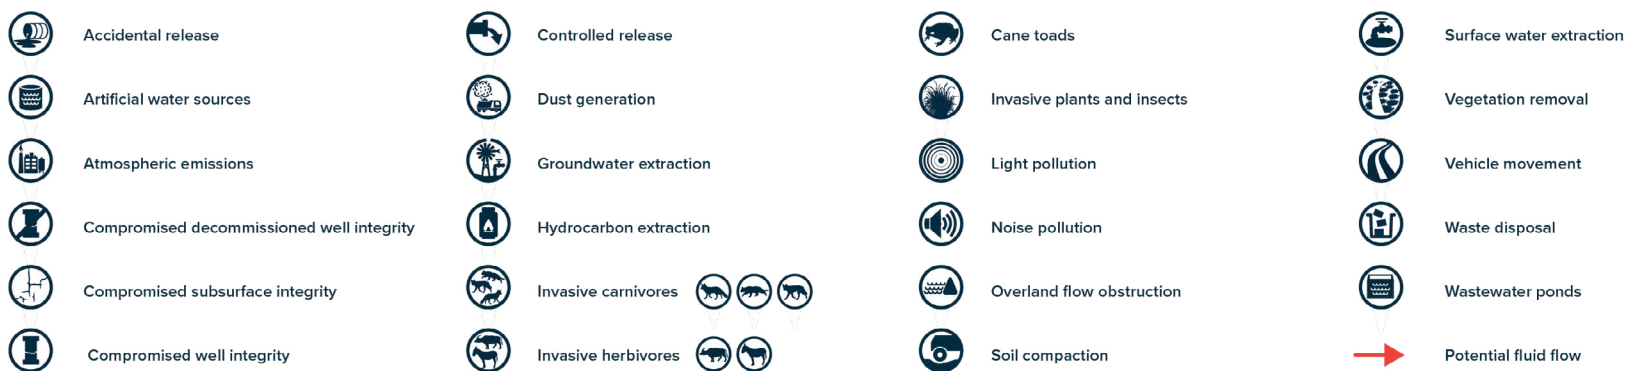 Accidental release
Artificial water sources
Atmospheric emissions
Compromised decommissioned well integrity
Compromised subsurface integrity
Compromised well integrity
Controlled release
Dust generation
Groundwater extraction
Hydrocarbon extraction
Invasive carnivores
Invasive herbivores
Cane toads
Invasive plants and insects
Light pollution
Noise pollution
Overland flow obstruction
Soil compaction
Surface water extraction
Vegetation removal
Vehicle movement
Waste disposal
Wastewater ponds
Potential fluid flow